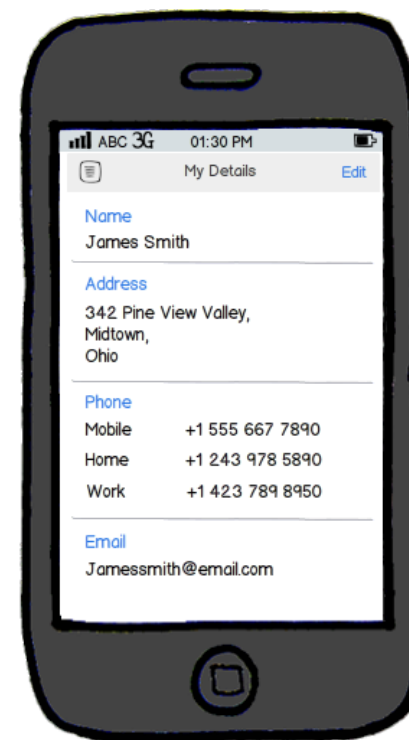 ABC 3G 01:30 PM
My Details Edit
Name
James Smith
Address
342 Pine View Valley,
Midtown,
Ohio
Phone
Mobile +1 555 667 7890
Home +1 243 978 5890
Work +1 423 789 8950
Email
Jamessmith@email.com